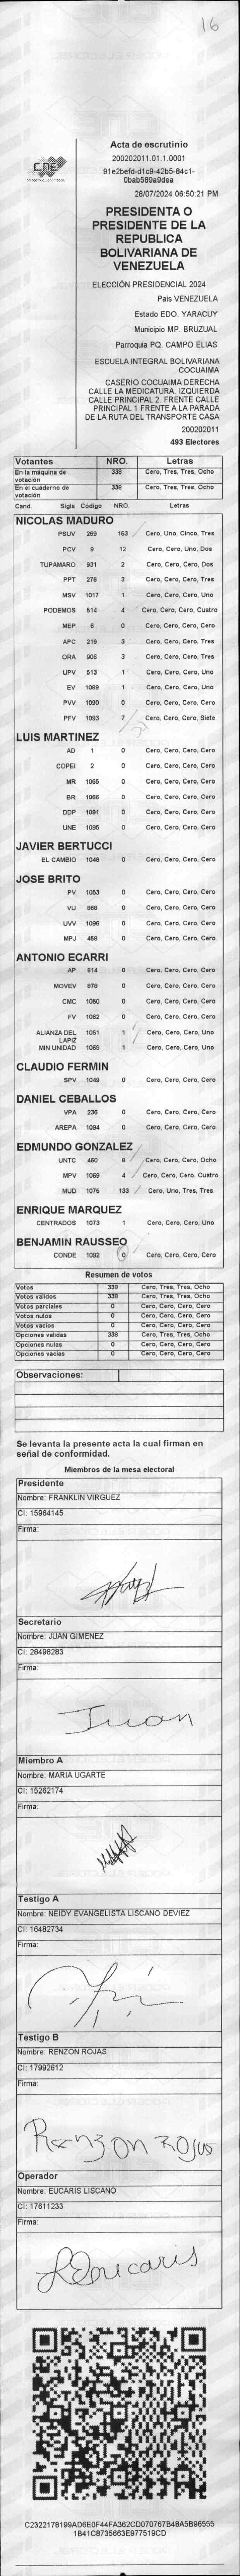 16
CNE
Acta de escrutinio
200202011.01.1.0001
91e2befd-d1c9-42b5-84c1-
0bab589a9dea
28/07/2024 06:50:21 PM
PRESIDENTA O
PRESIDENTE DE LA
REPUBLICA
BOLIVARIANA DE
VENEZUELA
ELECCIÓN PRESIDENCIAL 2024
Pais VENEZUELA
Estado EDO. YARACUY
Municipio MP. BRUZUAL
Parroquia PQ. CAMPO ELIAS
ESCUELA INTEGRAL BOLIVARIANA
COCUAIMA
CASERIO COCUAIMA DERECHA
CALLE LA MEDICATURA. IZQUIERDA
CALLE PRINCIPAL 2. FRENTE CALLE
PRINCIPAL 1 FRENTE A LA PARADA
DE LA RUTA DEL TRANSPORTE CASA
200202011
493 Electores
Votantes NRO. Letras
En la máquina de votación 338 Cero, Tres, Tres, Ocho
En el cuaderno de votación 338 Cero, Tres, Tres, Ocho
Cand. Sigla Código NRO. Letras
NICOLAS MADURO
PSUV 269 153 Cero, Uno, Cinco, Tres
PCV 9 12 Cero, Cero, Uno, Dos
TUPAMARO 931 2 Cero, Cero, Cero, Dos
PPT 276 3 Cero, Cero, Cero, Tres
MSV 1017 1 Cero, Cero, Cero, Uno
PODEMOS 514 4 Cero, Cero, Cero, Cuatro
MEP 6 0 Cero, Cero, Cero, Cero
APC 219 3 Cero, Cero, Cero, Tres
ORA 906 3 Cero, Cero, Cero, Tres
UPV 513 1 Cero, Cero, Cero, Uno
EV 1089 1 Cero, Cero, Cero, Uno
PVV 1090 0 Cero, Cero, Cero, Cero
PFV 1093 7 Cero, Cero, Cero, Siete
LUIS MARTINEZ
AD 1 0 Cero, Cero, Cero, Cero
COPEI 2 0 Cero, Cero, Cero, Cero
MR 1065 0 Cero, Cero, Cero, Cero
BR 1066 0 Cero, Cero, Cero, Cero
DDP 1091 0 Cero, Cero, Cero, Cero
UNE 1095 0 Cero, Cero, Cero, Cero
JAVIER BERTUCCI
EL CAMBIO 1048 0 Cero, Cero, Cero, Cero
JOSE BRITO
PV 1053 0 Cero, Cero, Cero, Cero
VU 868 0 Cero, Cero, Cero, Cero
UVV 1096 0 Cero, Cero, Cero, Cero
MPJ 458 0 Cero, Cero, Cero, Cero
ANTONIO ECARRI
AP 814 0 Cero, Cero, Cero, Cero
MOVEV 879 0 Cero, Cero, Cero, Cero
CMC 1050 0 Cero, Cero, Cero, Cero
FV 1062 0 Cero, Cero, Cero, Cero
ALIANZA DEL LAPIZ 1051 1 Cero, Cero, Cero, Uno
MIN UNIDAD 1069 1 Cero, Cero, Cero, Uno
CLAUDIO FERMIN
SPV 1049 0 Cero, Cero, Cero, Cero
DANIEL CEBALLOS
VPA 236 0 Cero, Cero, Cero, Cero
AREPA 1094 0 Cero, Cero, Cero, Cero
EDMUNDO GONZALEZ
UNTC 460 8 Cero, Cero, Cero, Ocho
MPV 1069 4 Cero, Cero, Cero, Cuatro
MUD 1075 133 Cero, Uno, Tres, Tres
ENRIQUE MARQUEZ
CENTRADOS 1073 1 Cero, Cero, Cero, Uno
BENJAMIN RAUSSEO
CONDE 1092 0 Cero, Cero, Cero, Cero
Resumen de votos
Votos 338 Cero, Tres, Tres, Ocho
Votos validos 338 Cero, Tres, Tres, Ocho
Votos parciales 0 Cero, Cero, Cero, Cero
Votos nulos 0 Cero, Cero, Cero, Cero
Votos vacios 0 Cero, Cero, Cero, Cero
Opciones validas 338 Cero, Tres, Tres, Ocho
Opciones nulas 0 Cero, Cero, Cero, Cero
Opciones vacias 0 Cero, Cero, Cero, Cero
Observaciones:
Se levanta la presente acta la cual firman en
señal de conformidad.
Miembros de la mesa electoral
Presidente
Nombre: FRANKLIN VIRGUEZ
CI: 15964145
Firma:
Secretario
Nombre: JUAN GIMENEZ
CI: 28498283
Firma:
Juan
Miembro A
Nombre: MARIA UGARTE
CI: 15262174
Firma:
Testigo A
Nombre: NEIDY EVANGELISTA LISCANO DEVIEZ
CI: 16482734
Firma:
Testigo B
Nombre: RENZON ROJAS
CI: 17992612
Firma:
Renzon Rojas
Operador
Nombre: EUCARIS LISCANO
CI: 17611233
Firma:
C2322178199AD6E0F44FA362CD070767B48A5B96555
1B41C8735663E977519CD